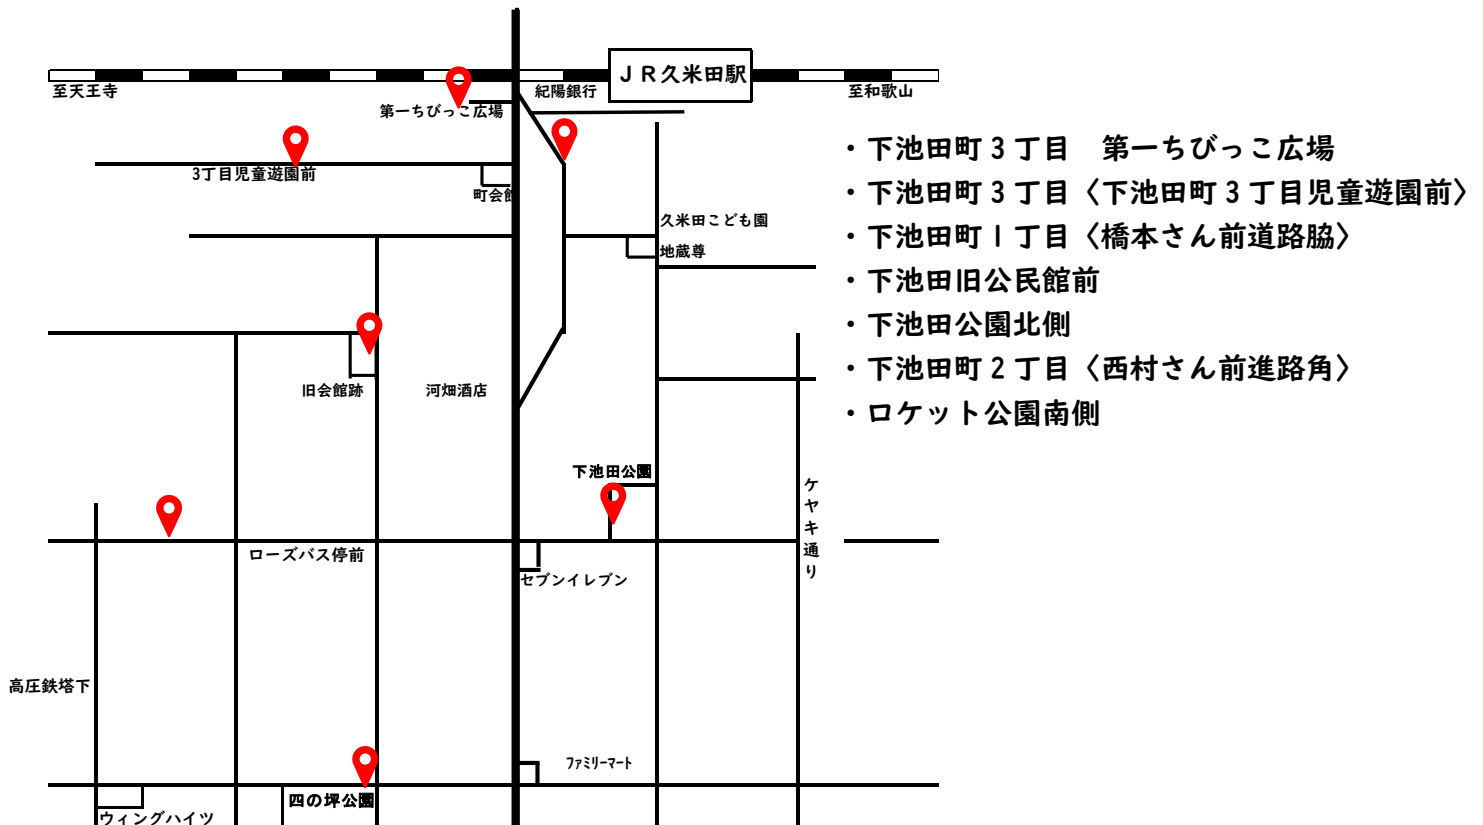 ＪＲ久米田駅
至天王寺
紀陽銀行
至和歌山
第一ちびっこ広場
3丁目児童遊園前
町会館
久米田こども園
地蔵尊
旧会館跡
河畑酒店
下池田公園
ケヤキ通り
ローズバス停前
セブンイレブン
高圧鉄塔下
ファミリーマート
四の坪公園
ウィングハイツ
・下池田町３丁目　第一ちびっこ広場
・下池田町３丁目〈下池田町３丁目児童遊園前〉
・下池田町１丁目〈橋本さん前道路脇〉
・下池田旧公民館前
・下池田公園北側
・下池田町２丁目〈西村さん前進路角〉
・ロケット公園南側